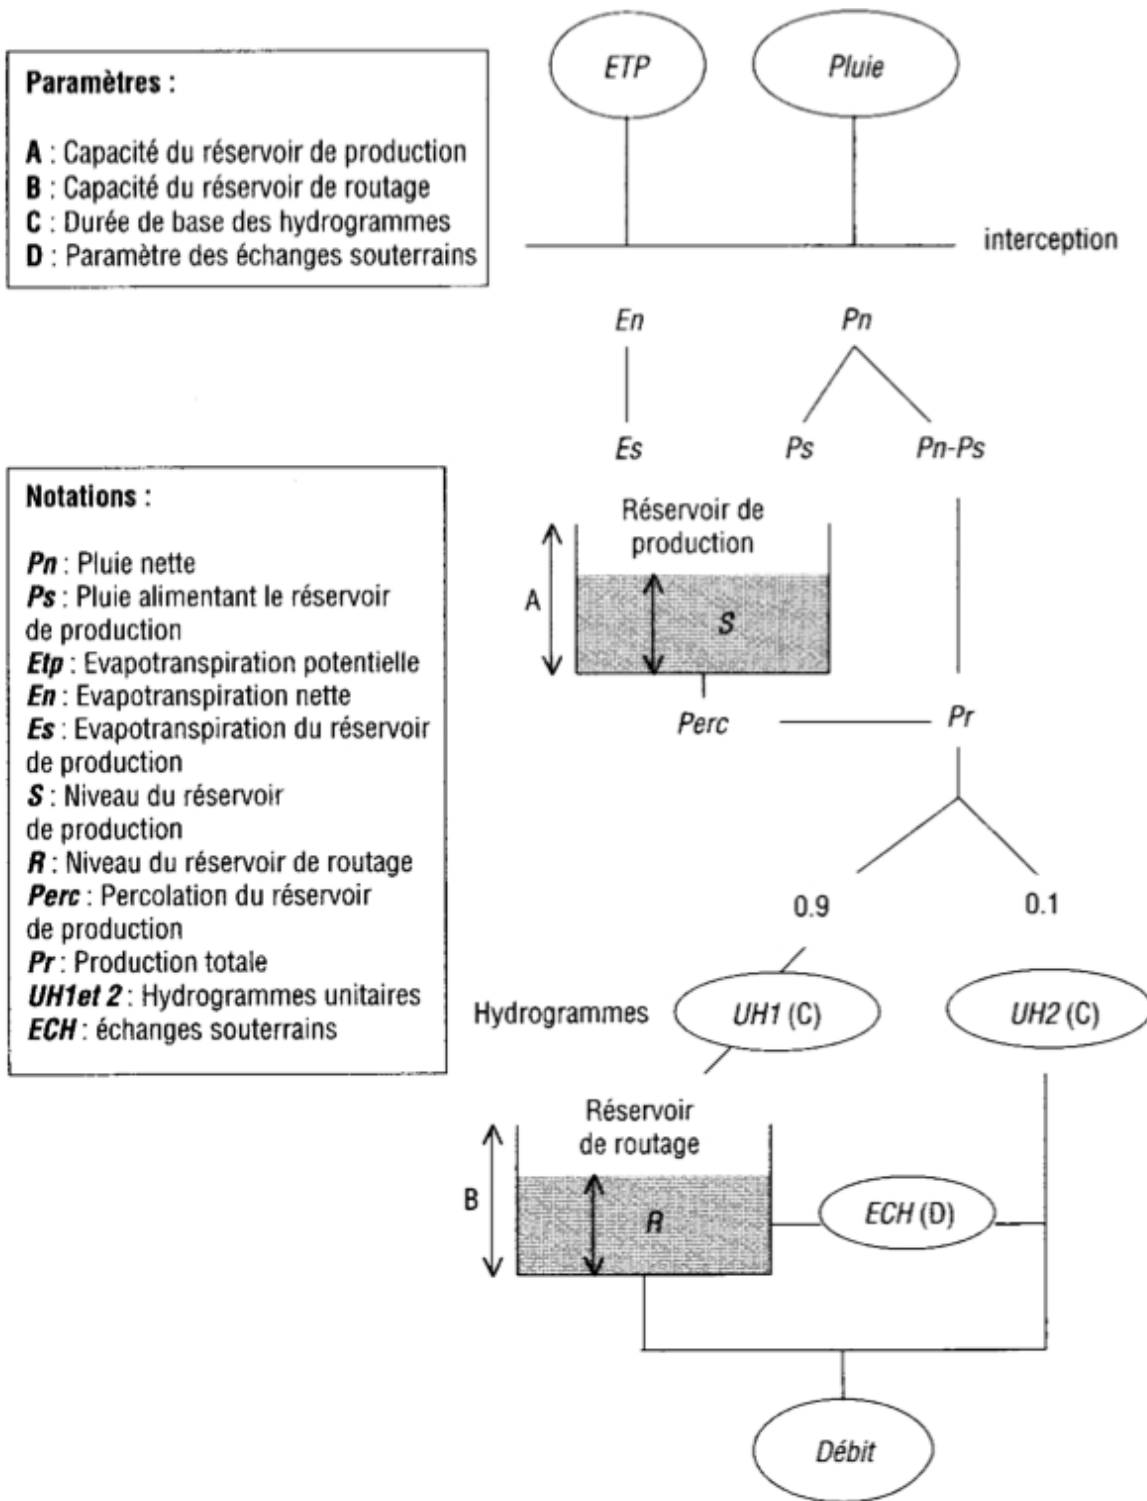 Paramètres :
A : Capacité du réservoir de production
B : Capacité du réservoir de routage
C : Durée de base des hydrogrammes
D : Paramètre des échanges souterrains
ETP
Pluie
interception
En
Pn
Es
Ps
Pn-Ps
Réservoir de
production
A
S
Perc
Pr
0.9
0.1
Hydrogrammes
UH1 (C)
UH2 (C)
Réservoir
de routage
B
R
ECH (D)
Débit
Notations :
Pn : Pluie nette
Ps : Pluie alimentant le réservoir
de production
Etp : Evapotranspiration potentielle
En : Evapotranspiration nette
Es : Evapotranspiration du réservoir
de production
S : Niveau du réservoir
de production
R : Niveau du réservoir de routage
Perc : Percolation du réservoir
de production
Pr : Production totale
UH1et 2 : Hydrogrammes unitaires
ECH : échanges souterrains